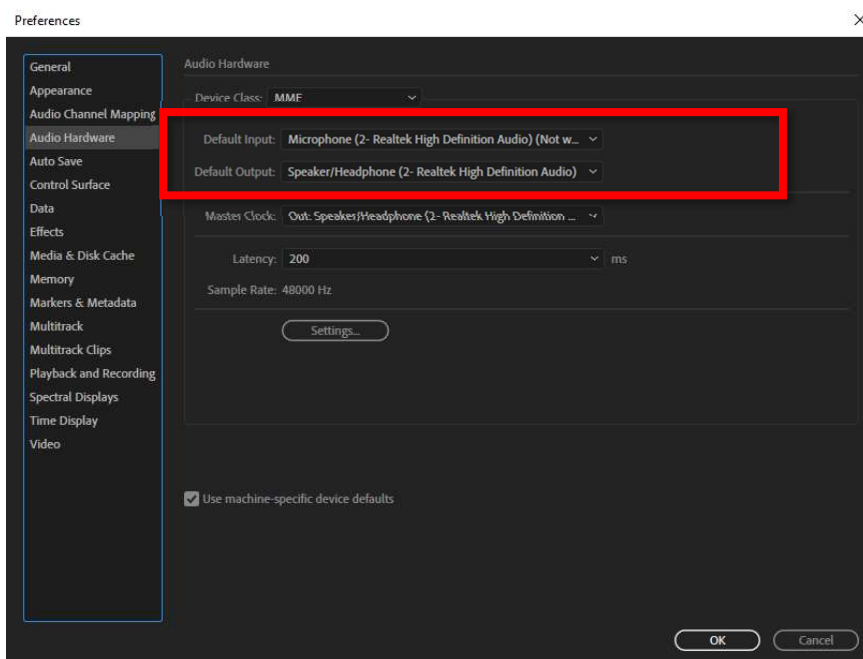 Preferences
General
Appearance
Audio Channel Mapping
Audio Hardware
Auto Save
Control Surface
Data
Effects
Media & Disk Cache
Memory
Markers & Metadata
Multitrack
Multitrack Clips
Playback and Recording
Spectral Displays
Time Display
Video
Audio Hardware
Device Class: MME
Default Input: Microphone (2- Realtek High Definition Audio) (Not w...
Default Output: Speaker/Headphone (2- Realtek High Definition Audio)
Master Clock: Out: Speaker/Headphone (2- Realtek High Definition ...
Latency: 200 ms
Sample Rate: 48000 Hz
Settings...
Use machine-specific device defaults
OK
Cancel